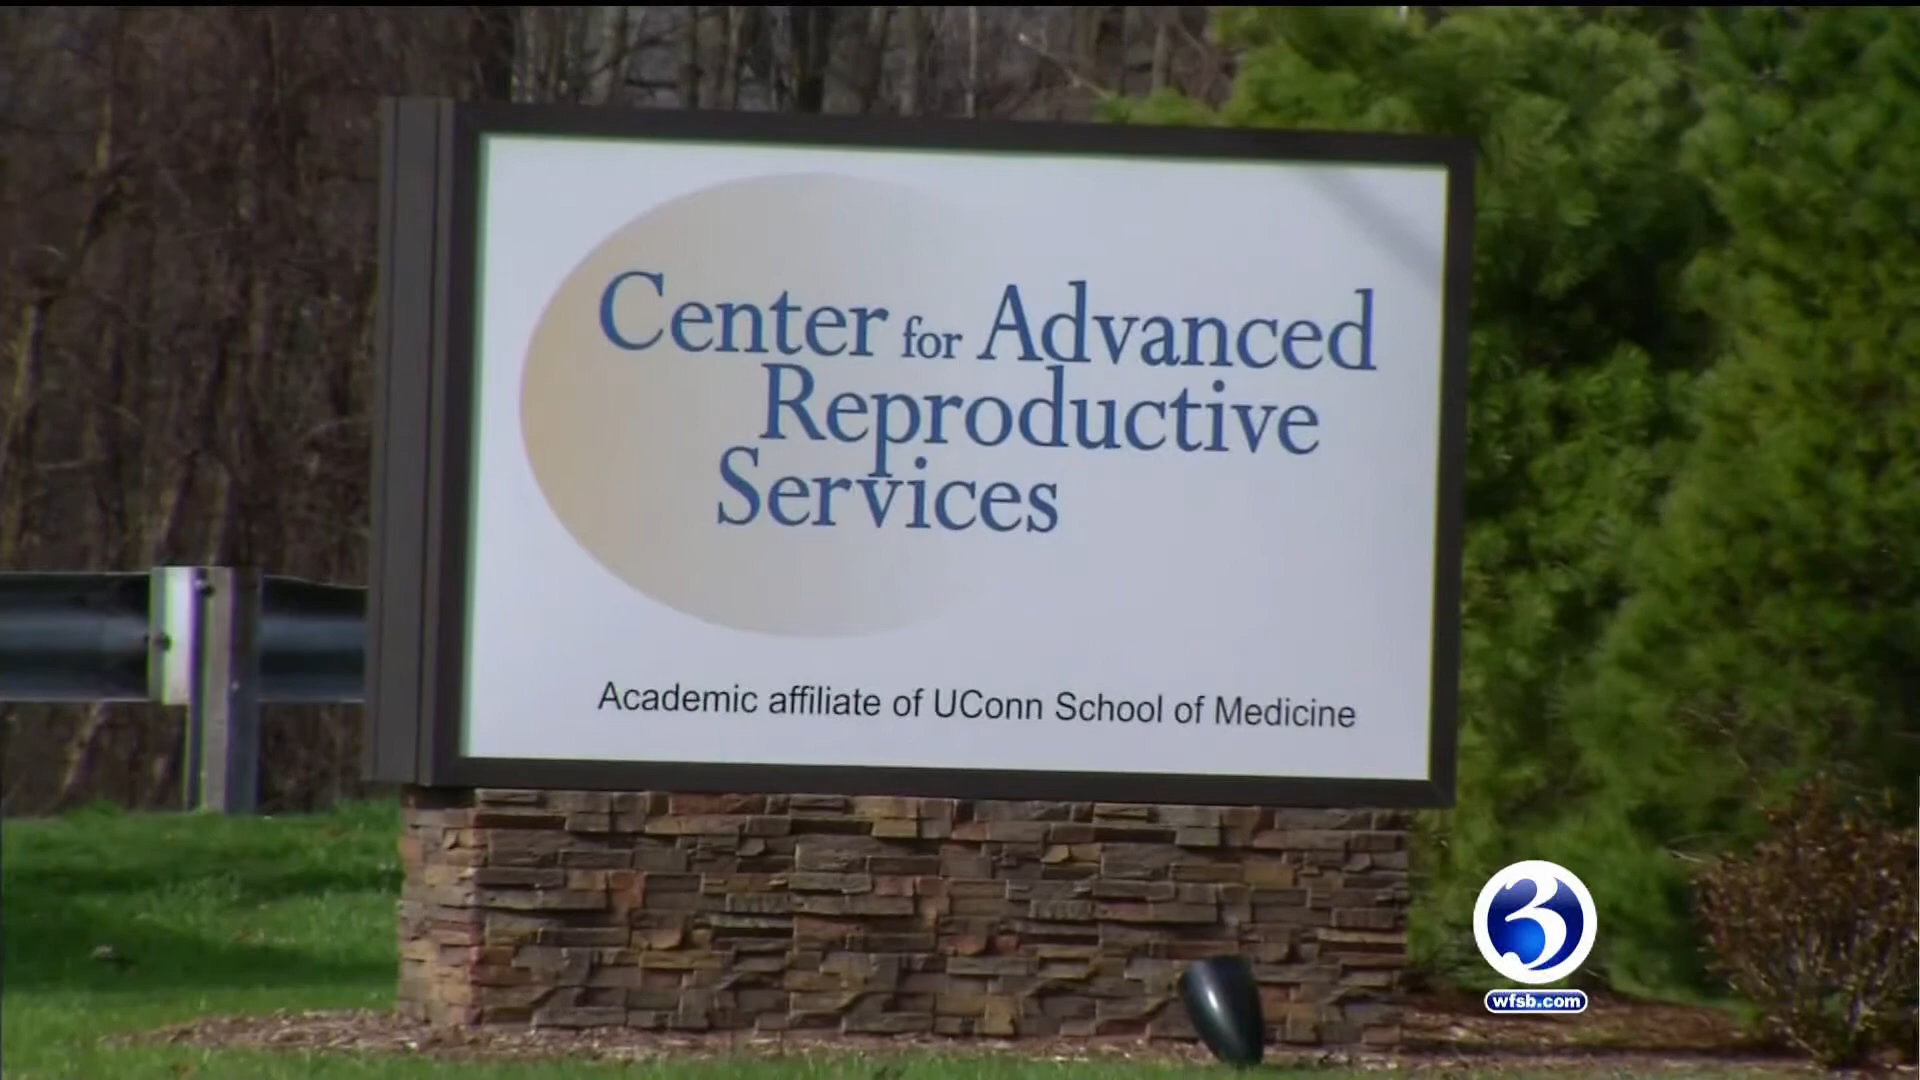 Center for Advanced
Reproductive
Services
Academic affiliate of UConn School of Medicine
3
wfsb.com